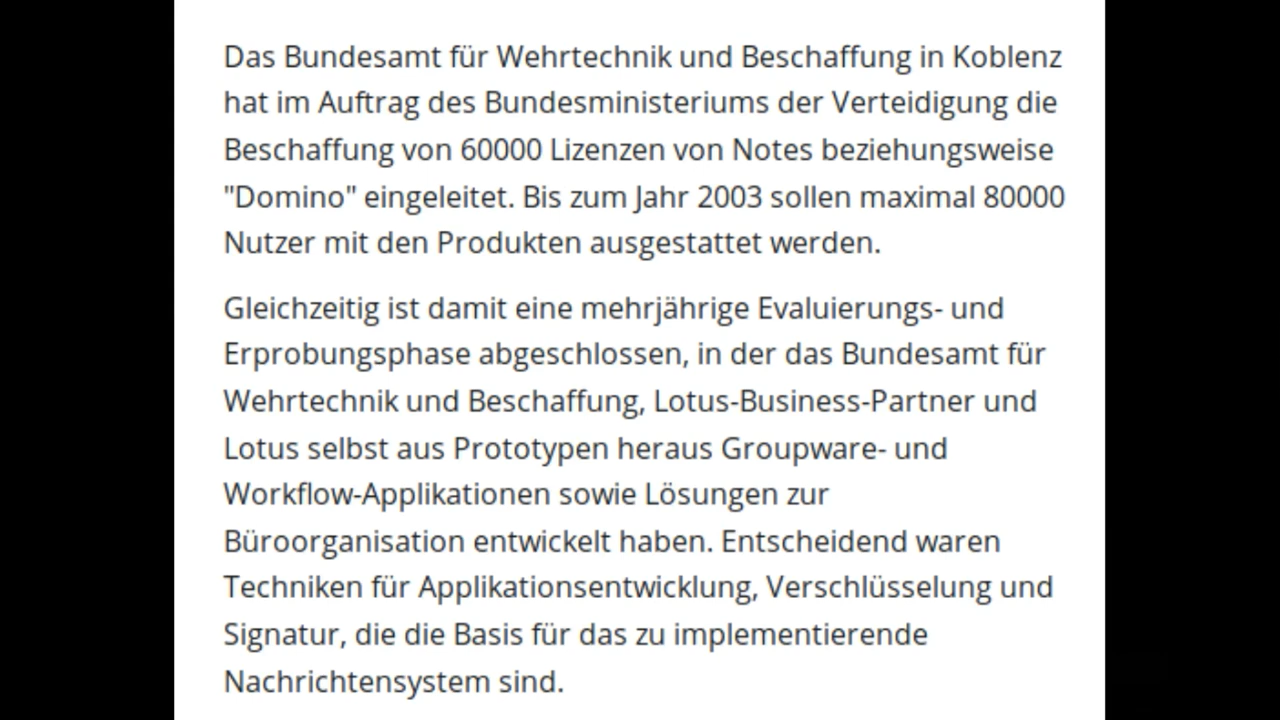 Das Bundesamt für Wehrtechnik und Beschaffung in Koblenz
hat im Auftrag des Bundesministeriums der Verteidigung die
Beschaffung von 60000 Lizenzen von Notes beziehungsweise
"Domino" eingeleitet. Bis zum Jahr 2003 sollen maximal 80000
Nutzer mit den Produkten ausgestattet werden.
Gleichzeitig ist damit eine mehrjährige Evaluierungs- und
Erprobungsphase abgeschlossen, in der das Bundesamt für
Wehrtechnik und Beschaffung, Lotus-Business-Partner und
Lotus selbst aus Prototypen heraus Groupware- und
Workflow-Applikationen sowie Lösungen zur
Büroorganisation entwickelt haben. Entscheidend waren
Techniken für Applikationsentwicklung, Verschlüsselung und
Signatur, die die Basis für das zu implementierende
Nachrichtensystem sind.